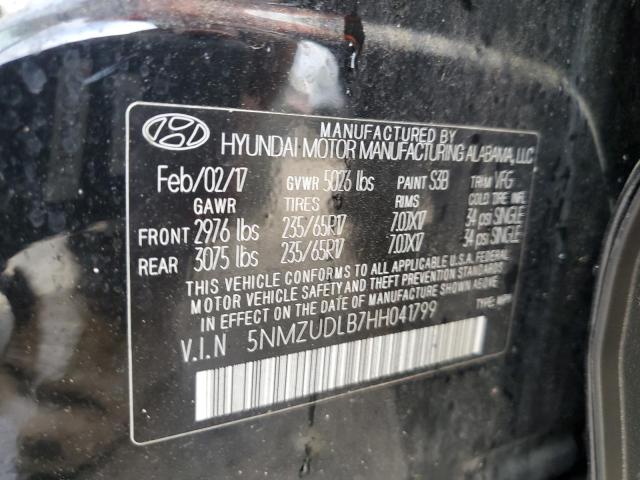 MANUFACTURED BY
HYUNDAI MOTOR MANUFACTURING ALABAMA, LLC
Feb/02/17 GVWR 5026 lbs PAINT S3B TRIM VFG
GAWR TIRES RIMS COLD TIRE INFL.
FRONT 2976 lbs 235/65R17 7.0JX17 34 psi SINGLE
REAR 3075 lbs 235/65R17 7.0JX17 34 psi SINGLE
THIS VEHICLE CONFORMS TO ALL APPLICABLE U.S.A. FEDERAL
MOTOR VEHICLE SAFETY AND THEFT PREVENTION STANDARDS
IN EFFECT ON THE DATE OF MANUFACTURE SHOWN ABOVE.
V.I.N 5NMZUDLB7HH041799 TYPE: MPV